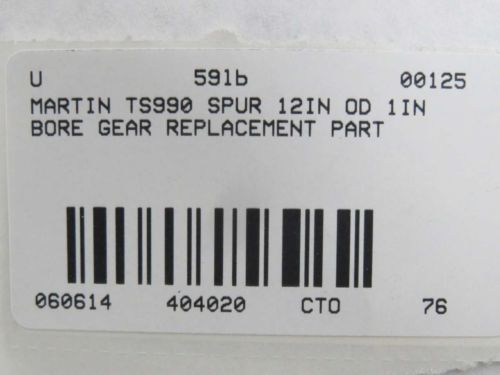 U 591b 00125
MARTIN TS990 SPUR 12IN OD 1IN
BORE GEAR REPLACEMENT PART
060614 404020 CTO 76